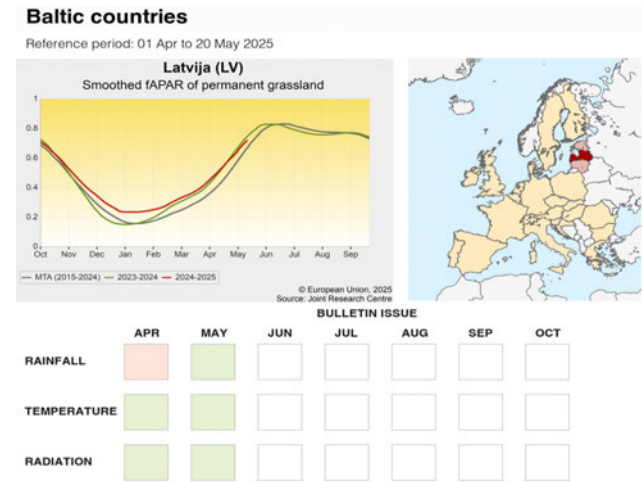 Baltic countries
Reference period: 01 Apr to 20 May 2025
Latvija (LV)
Smoothed fAPAR of permanent grassland
1
0.8
0.6
0.4
0.2
0
Oct Nov Dec Jan Feb Mar Apr May Jun Jul Aug Sep
MTA (2015-2024) 2023-2024 2024-2025
© European Union, 2025
Source: Joint Research Centre
BULLETIN ISSUE
APR MAY JUN JUL AUG SEP OCT
RAINFALL
TEMPERATURE
RADIATION